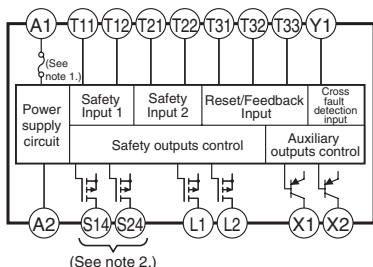 A1 T11 T12 T21 T22 T31 T32 T33 Y1
(See
note 1.)
Power
supply
circuit
Safety
Input 1
Safety
Input 2
Reset/Feedback
Input
Cross
fault
detection
input
Safety outputs control
Auxiliary
outputs control
A2 S14 S24 L1 L2 X1 X2
(See note 2.)